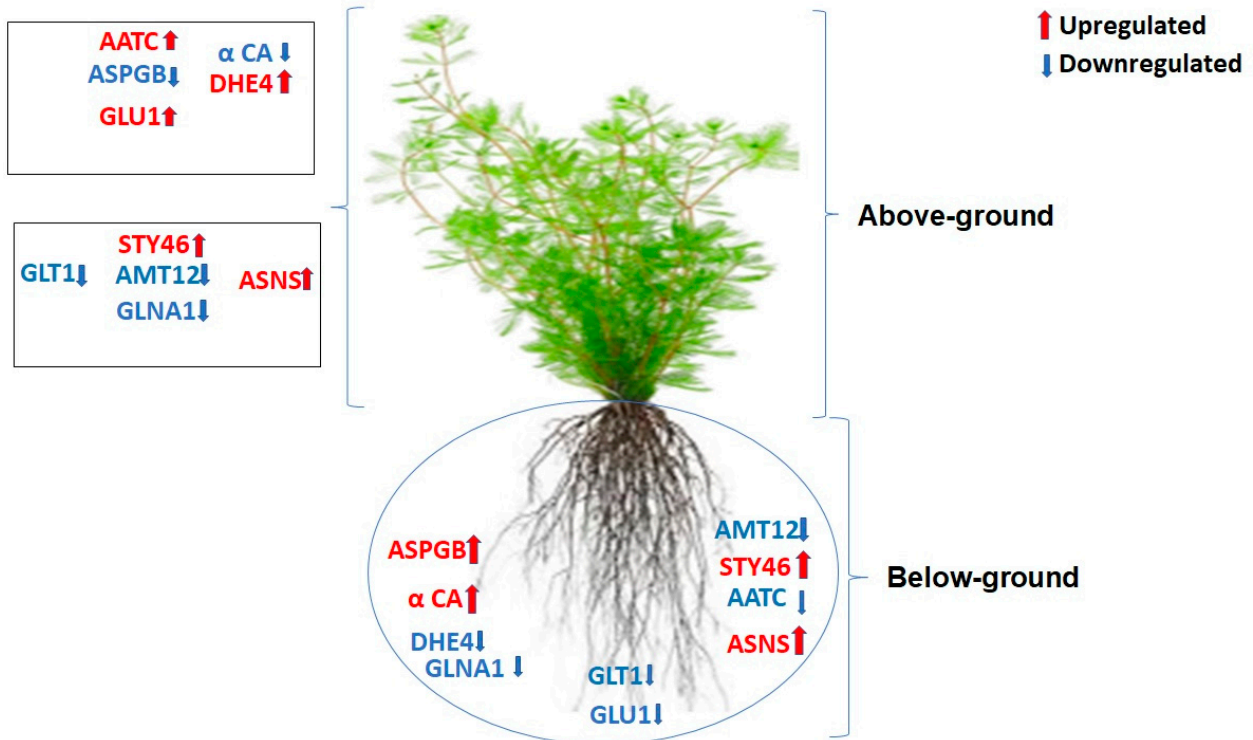 AATC
α CA
ASPGB
DHE4
GLU1
STY46
GLT1
AMT12
ASNS
GLNA1
Upregulated
Downregulated
Above-ground
ASPGB
α CA
DHE4
GLNA1
GLT1
GLU1
AMT12
STY46
AATC
ASNS
Below-ground